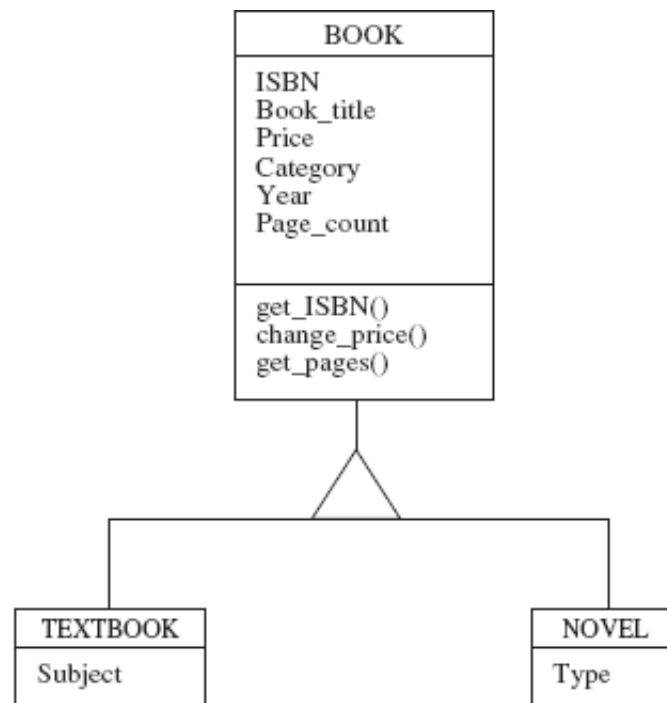 BOOK
ISBN
Book_title
Price
Category
Year
Page_count
get_ISBN()
change_price()
get_pages()
TEXTBOOK
NOVEL
Subject
Type